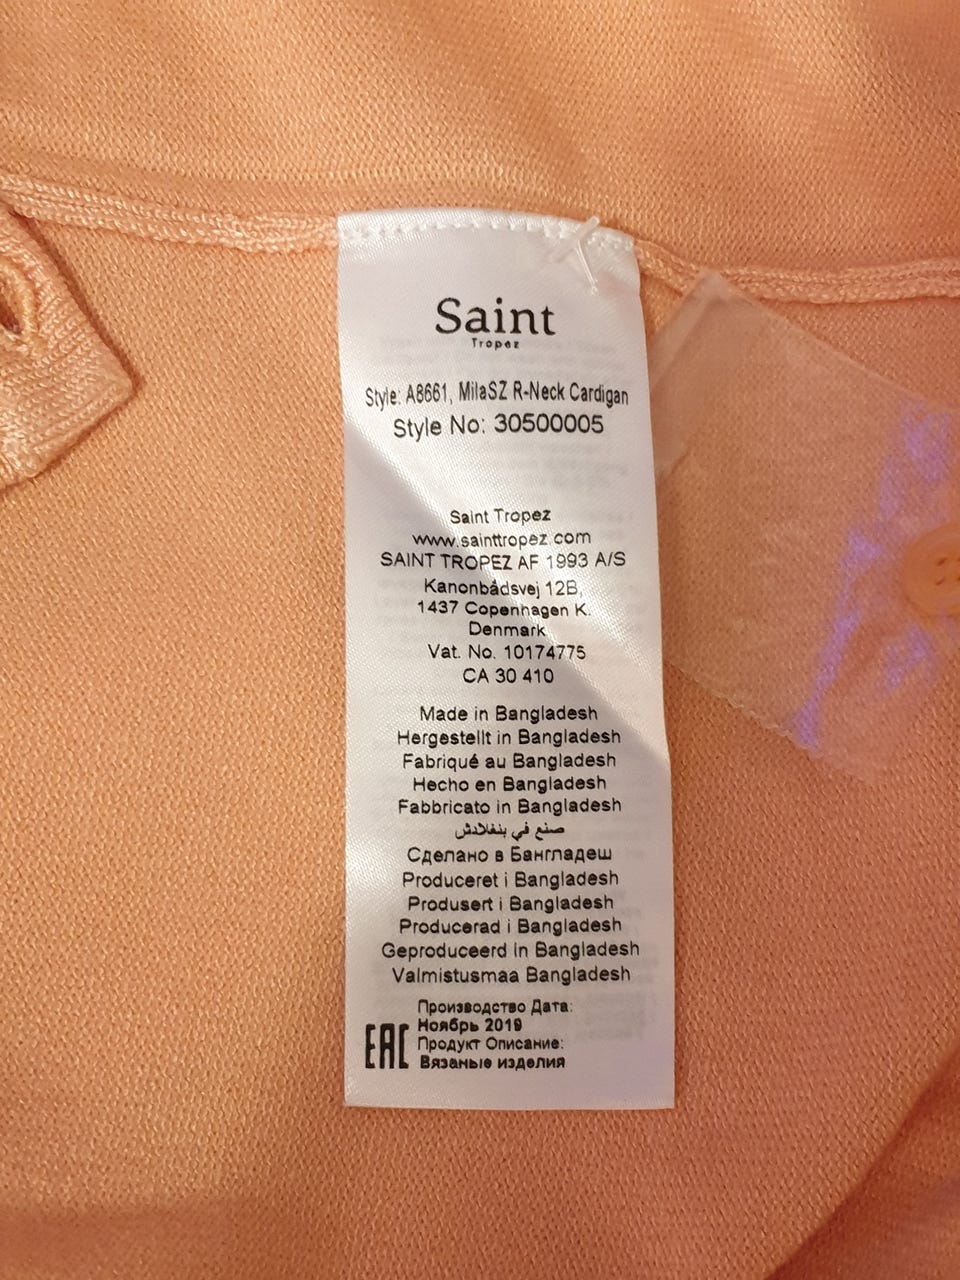 Saint
Tropez
Style: A8661, MilaSZ R-Neck Cardigan
Style No: 30500005
Saint Tropez
www.sainttropez.com
SAINT TROPEZ AF 1993 A/S
Kanonbådsvej 12B,
1437 Copenhagen K.
Denmark
Vat. No. 10174775
CA 30 410
Made in Bangladesh
Hergestellt in Bangladesh
Fabriqué au Bangladesh
Hecho en Bangladesh
Fabbricato in Bangladesh
صنع في بنغلادش
Сделано в Бангладеш
Produceret i Bangladesh
Produsert i Bangladesh
Producerad i Bangladesh
Geproduceerd in Bangladesh
Valmistusmaa Bangladesh
Производство Дата:
Ноябрь 2019
EAC
Продукт Описание:
Вязаные изделия